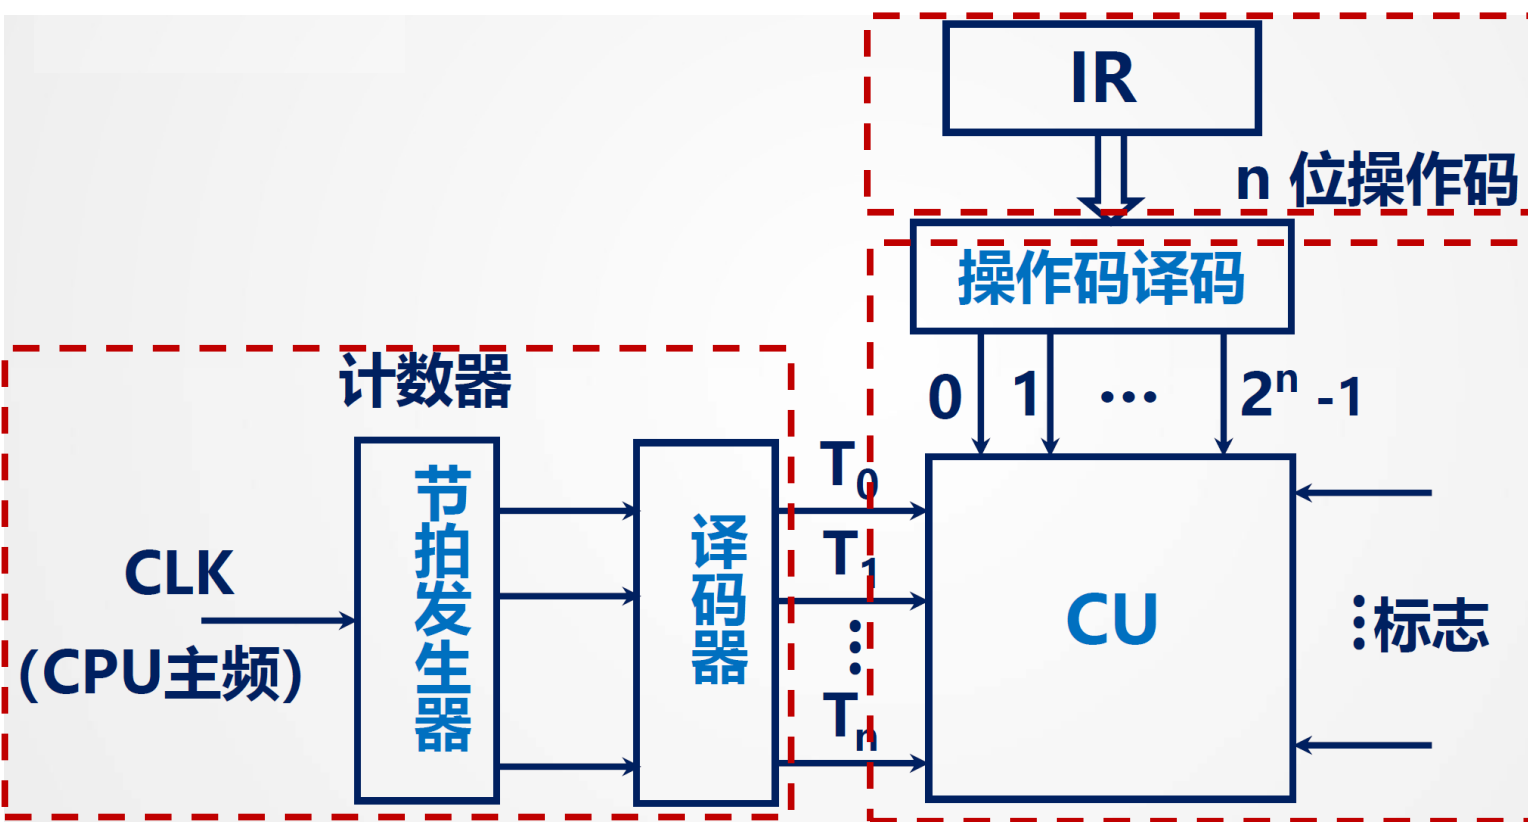 IR
n 位操作码
操作码译码
0 1 … 2ⁿ -1
计数器
节拍发生器
译码器
CLK
(CPU主频)
T₀
T₁
⋮
Tₙ
CU
⋮标志